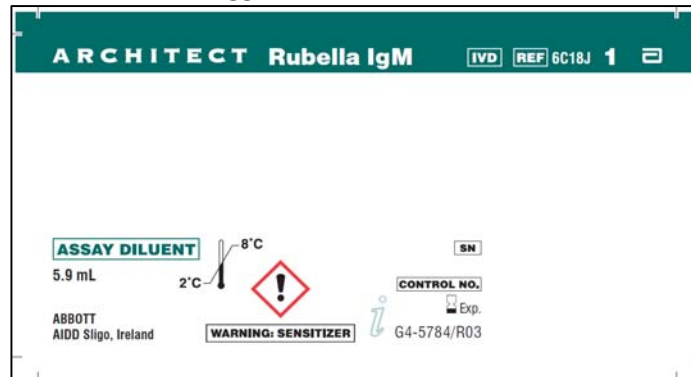 ARCHITECT Rubella IgM IVD REF 6C18J 1
ASSAY DILUENT
8°C
SN
5.9 mL
2°C
CONTROL NO.
Exp.
ABBOTT
AIDD Sligo, Ireland
WARNING: SENSITIZER
G4-5784/R03